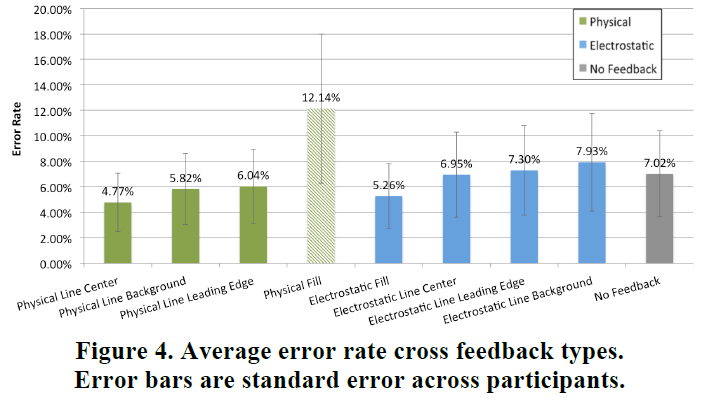 20.00%
18.00%
16.00%
14.00%
12.00%
10.00%
8.00%
6.00%
4.00%
2.00%
0.00%
Error Rate
Physical
Electrostatic
No Feedback
4.77%
5.82%
6.04%
12.14%
5.26%
6.95%
7.30%
7.93%
7.02%
Physical Line Center
Physical Line Background
Physical Line Leading Edge
Physical Fill
Electrostatic Fill
Electrostatic Line Center
Electrostatic Line Leading Edge
Electrostatic Line Background
No Feedback
Figure 4. Average error rate cross feedback types.
Error bars are standard error across participants.